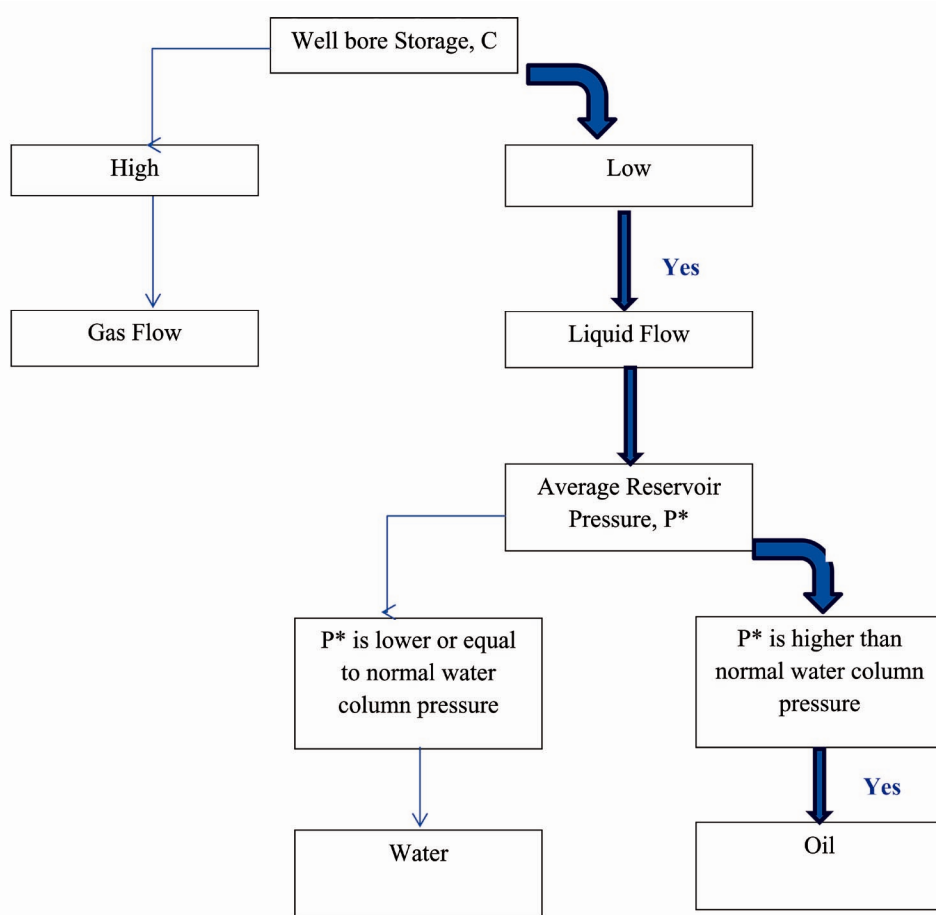 Well bore Storage, C
High
Low
Yes
Gas Flow
Liquid Flow
Average Reservoir
Pressure, P*
P* is lower or equal
to normal water
column pressure
P* is higher than
normal water column
pressure
Yes
Water
Oil